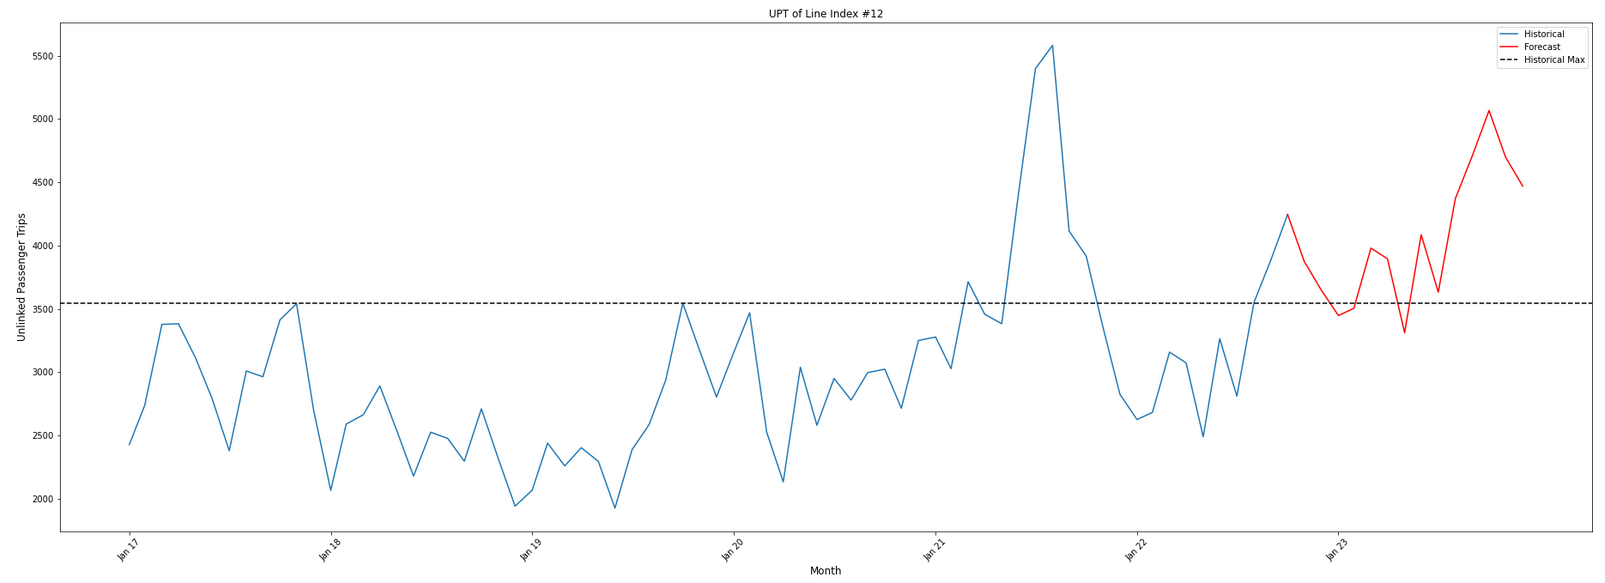 UPT of Line Index #12
Historical
Forecast
Historical Max
Unlinked Passenger Trips
5500
5000
4500
4000
3500
3000
2500
2000
Jan 17
Jan 18
Jan 19
Jan 20
Jan 21
Jan 22
Jan 23
Month